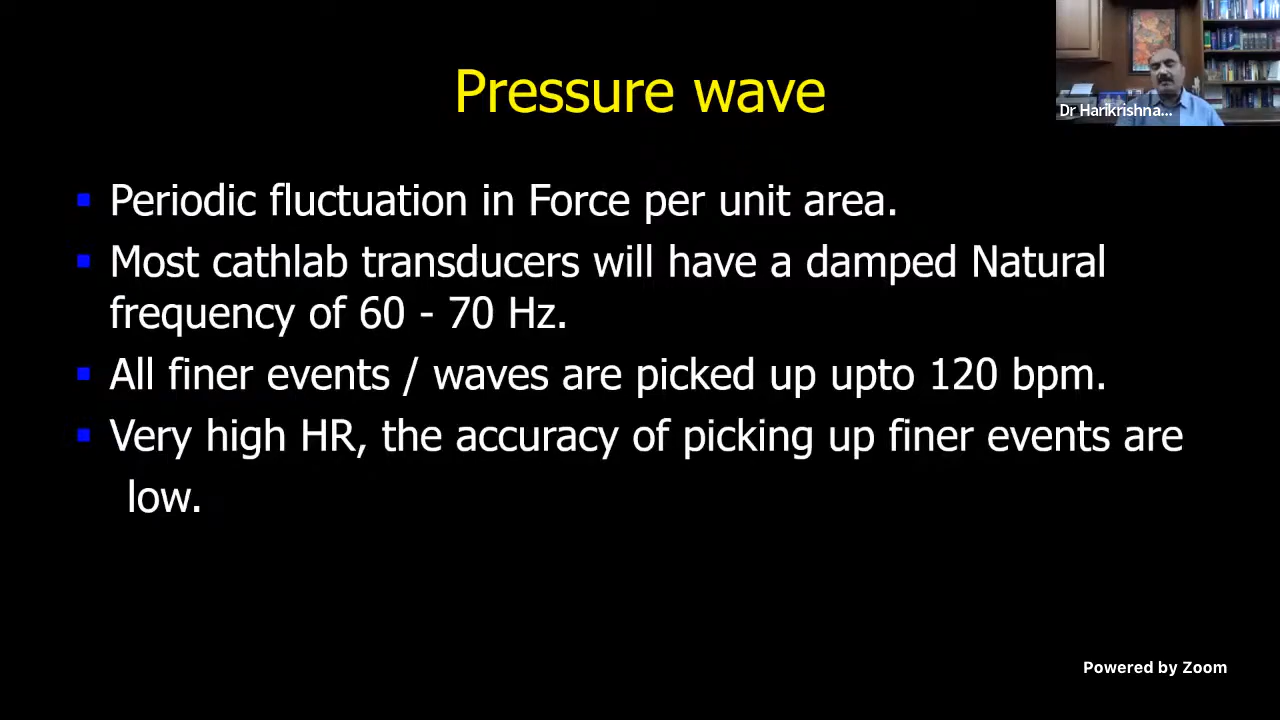 Pressure wave
Dr Harikrishna...
Periodic fluctuation in Force per unit area.
Most cathlab transducers will have a damped Natural
frequency of 60 - 70 Hz.
All finer events / waves are picked up upto 120 bpm.
Very high HR, the accuracy of picking up finer events are
low.
Powered by Zoom